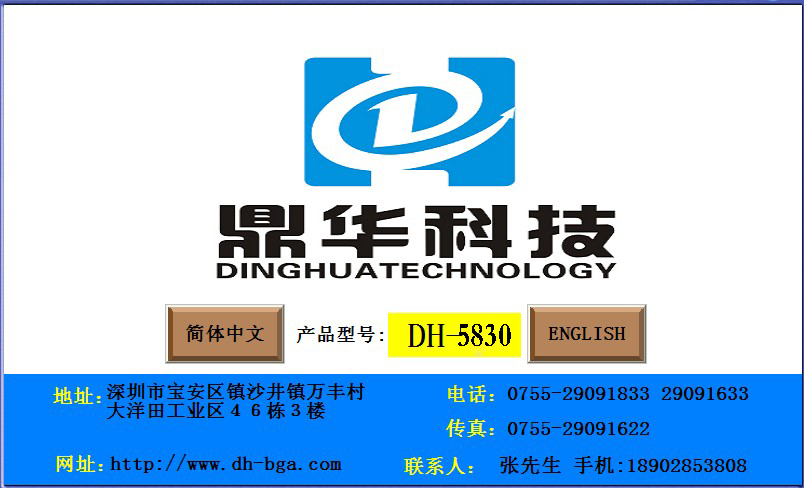 鼎华科技
DINGHUATECHNOLOGY
简体中文 产品型号: DH-5830 ENGLISH
地址: 深圳市宝安区镇沙井镇万丰村
大洋田工业区４６栋３楼
电话: 0755-29091833 29091633
传真: 0755-29091622
网址: http://www.dh-bga.com
联系人: 张先生 手机:18902853808